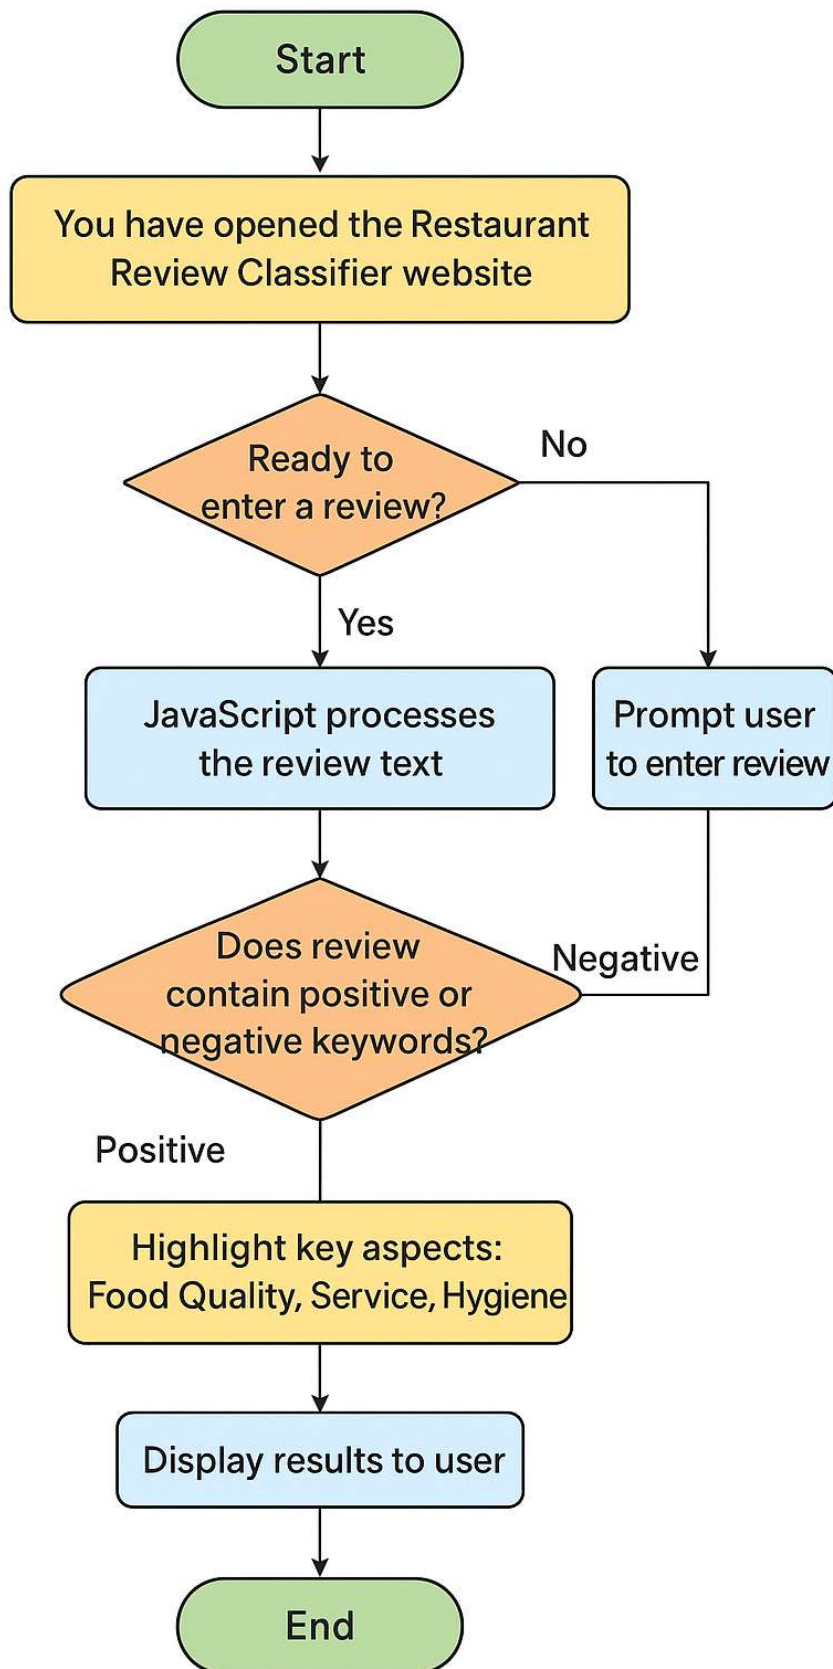 Start
You have opened the Restaurant
Review Classifier website
Ready to
enter a review?
No
Yes
JavaScript processes
the review text
Prompt user
to enter review
Does review
contain positive or
negative keywords?
Negative
Positive
Highlight key aspects:
Food Quality, Service, Hygiene
Display results to user
End